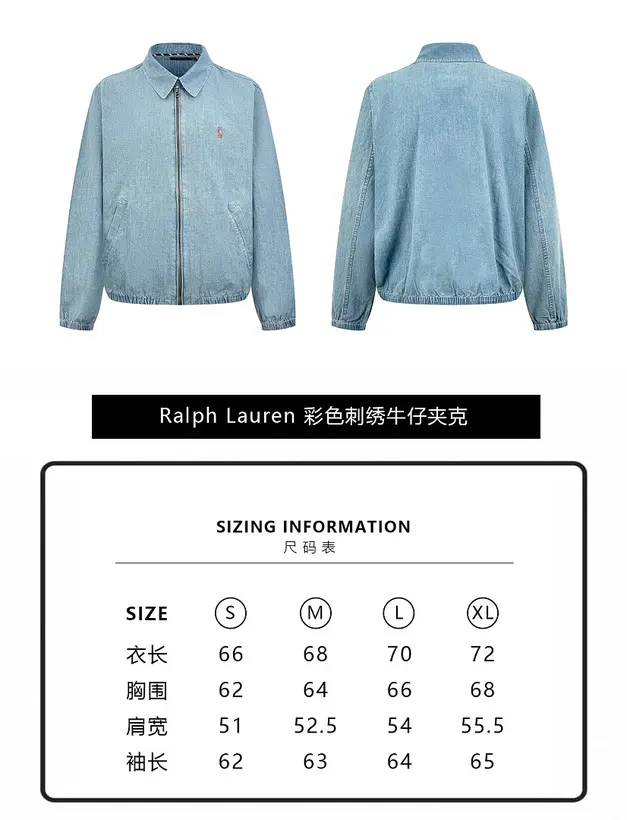 Ralph Lauren 彩色刺绣牛仔夹克
SIZING INFORMATION
尺码表
SIZE S M L XL
衣长 66 68 70 72
胸围 62 64 66 68
肩宽 51 52.5 54 55.5
袖长 62 63 64 65